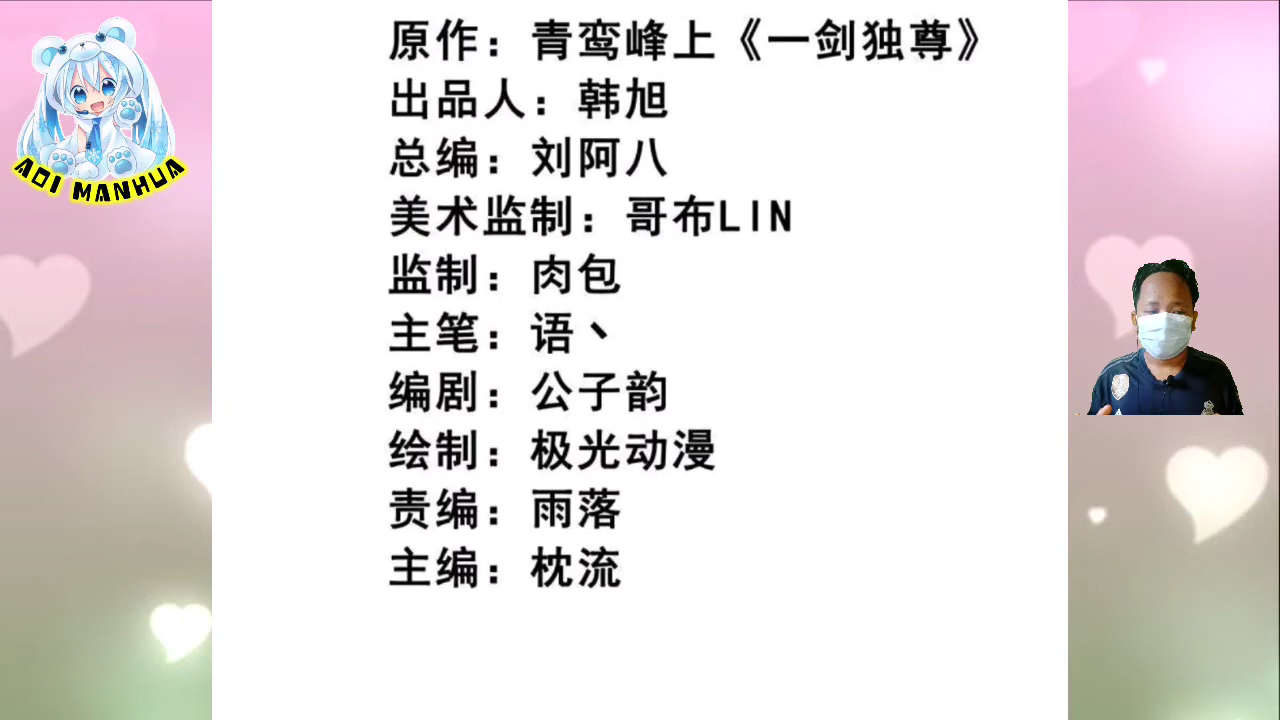 原作：青鸾峰上《一剑独尊》
出品人：韩旭
总编：刘阿八
美术监制：哥布LIN
监制：肉包
主笔：语丶
编剧：公子韵
绘制：极光动漫
责编：雨落
主编：枕流
AOI MANHUA